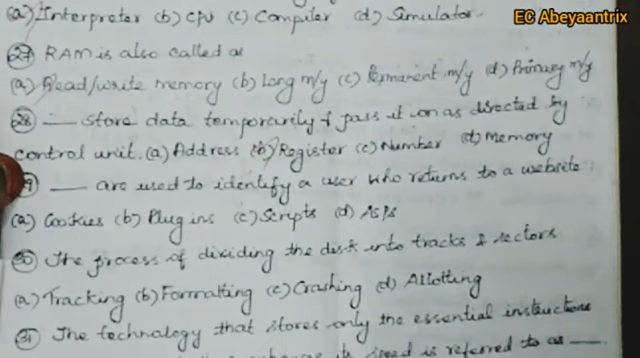 EC Abeyaantrix
(a) Interpreter (b) CPU (c) Compiler (d) Simulator.
(27) RAM is also called as
(a) Read/write memory (b) Long m/y (c) Permanent m/y (d) Primary m/y
(28) — store data temporarily & pass it on as directed by
control unit. (a) Address (b) Register (c) Number (d) Memory
9 — are used to identify a user who returns to a website.
(a) Cookies (b) Plug ins (c) Scripts (d) ASPs
(30) The process of dividing the disk into tracks & sectors
(a) Tracking (b) Formatting (c) Crashing (d) Allotting
(31) The technology that stores only the essential instructions
its speed is referred to as —.